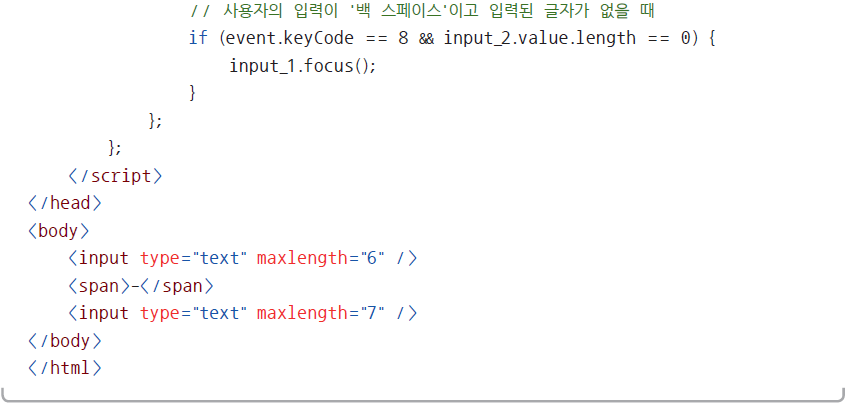 // 사용자의 입력이 '백 스페이스'이고 입력된 글자가 없을 때
if (event.keyCode == 8 && input_2.value.length == 0) {
input_1.focus();
}
};
};
</script>
</head>
<body>
<input type="text" maxlength="6" />
<span>-</span>
<input type="text" maxlength="7" />
</body>
</html>